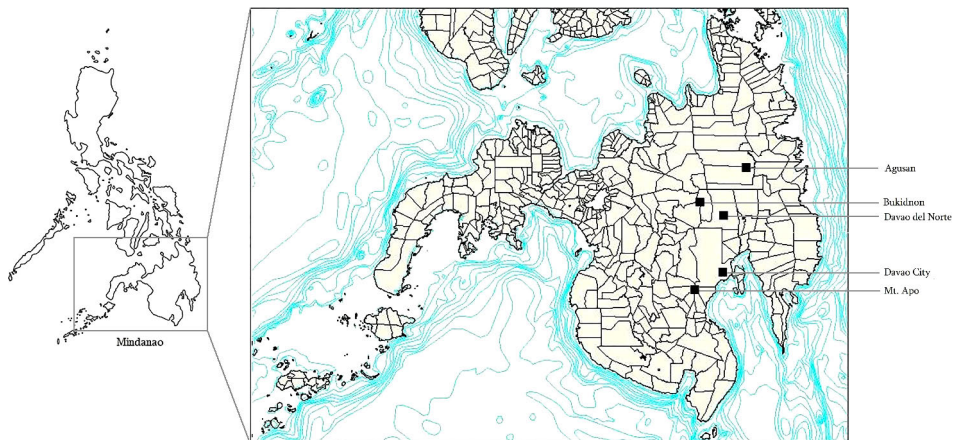 Agusan
Bukidnon
Davao del Norte
Davao City
Mt. Apo
Mindanao